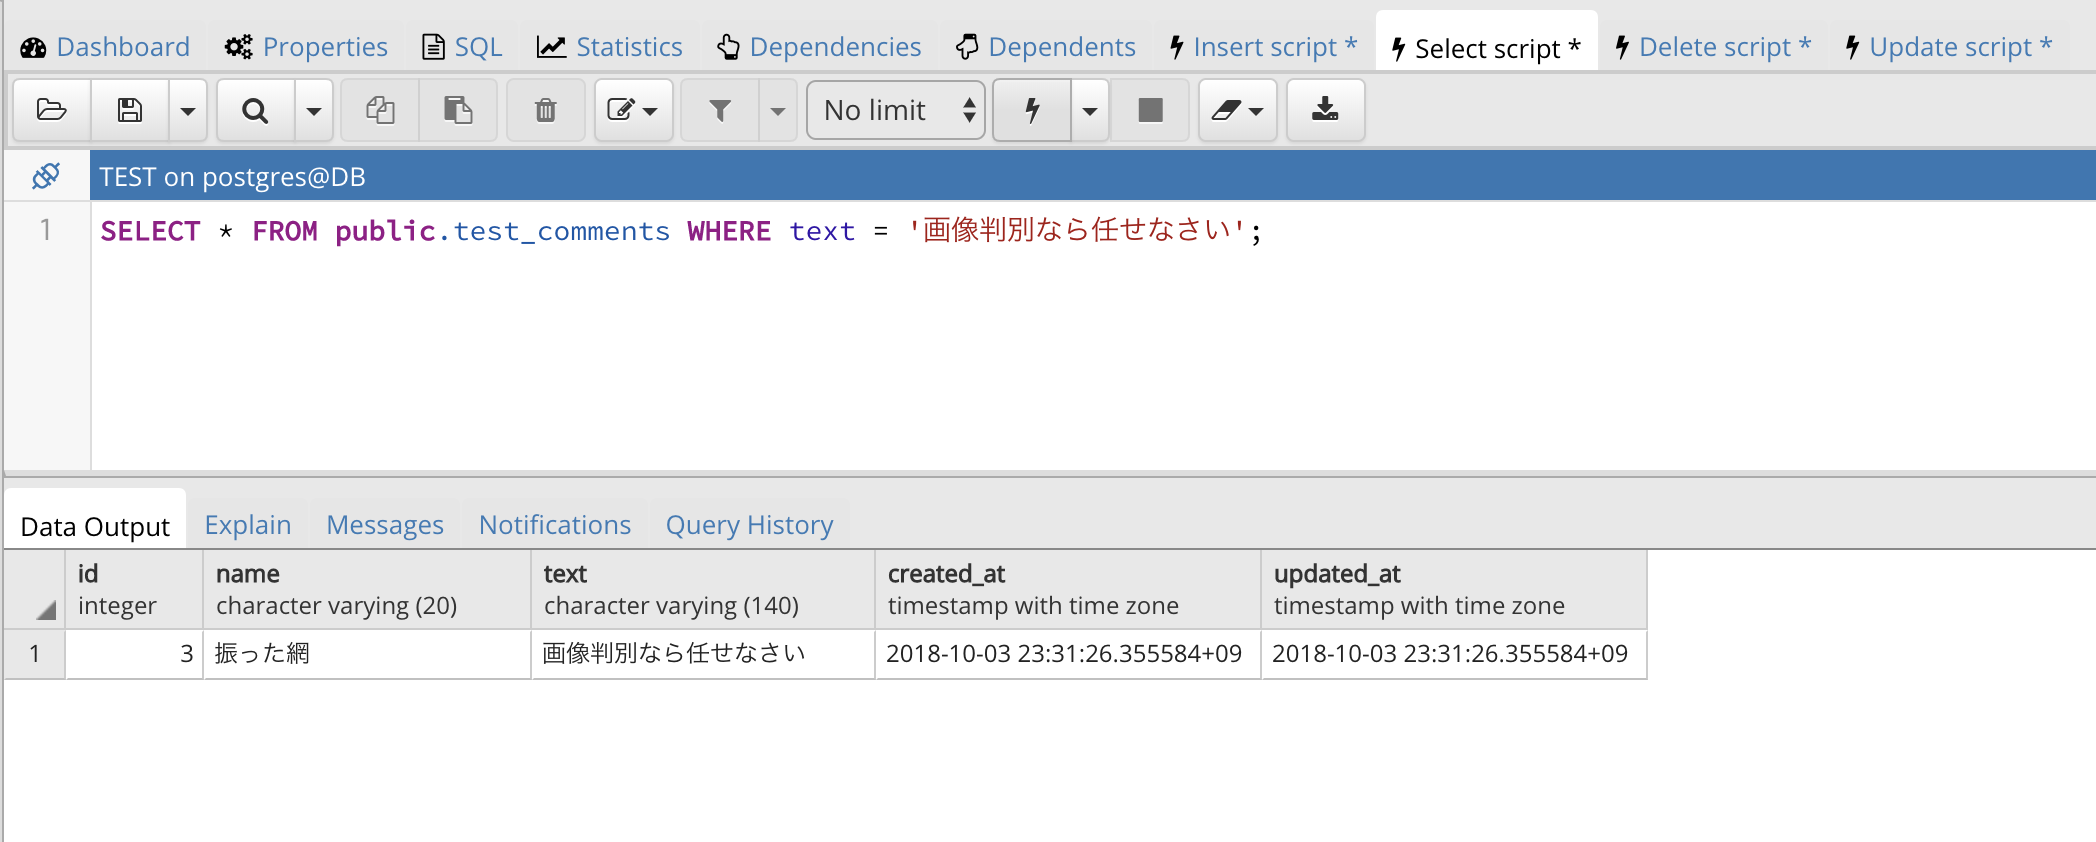 Dashboard Properties SQL Statistics Dependencies Dependents Insert script * Select script * Delete script * Update script *
No limit
TEST on postgres@DB
1 SELECT * FROM public.test_comments WHERE text = '画像判別なら任せなさい';
Data Output Explain Messages Notifications Query History
id name text created_at updated_at
integer character varying (20) character varying (140) timestamp with time zone timestamp with time zone
1 3 振った網 画像判別なら任せなさい 2018-10-03 23:31:26.355584+09 2018-10-03 23:31:26.355584+09